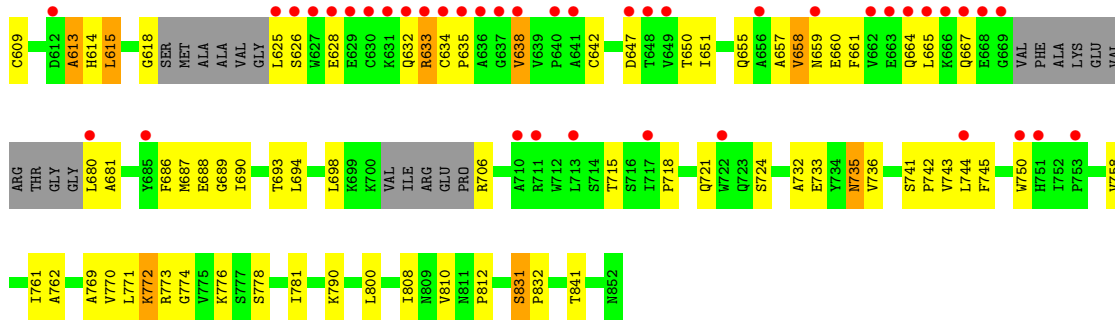 C609 D612 A613 H614 L615 G618 SER MET ALA ALA VAL GLY L625 S626 W627 E628 E629 C630 K631 Q632 R633 C634 P635 A636 G637 V638 V639 P640 A641 C642 D647 T648 V649 T650 I651 Q655 A656 A657 V658 N659 E660 F661 V662 E663 Q664 L665 K666 Q667 E668 G669 VAL PHE ALA LYS GLU VAL
ARG THR GLY GLY L680 A681 Y685 F686 M687 E688 G689 I690 T693 L694 L698 K699 K700 VAL ILE ARG GLU PRO R706 A710 R711 W712 L713 S714 T715 S716 I717 P718 Q721 W722 Q723 S724 A732 E733 Y734 N735 V736 S741 P742 V743 L744 F745 W750 H751 I752 P753 V758
I761 A762 A769 V770 L771 K772 R773 G774 V775 K776 S777 S778 I781 K790 L800 I808 N809 V810 N811 P812 S831 P832 T841 N852